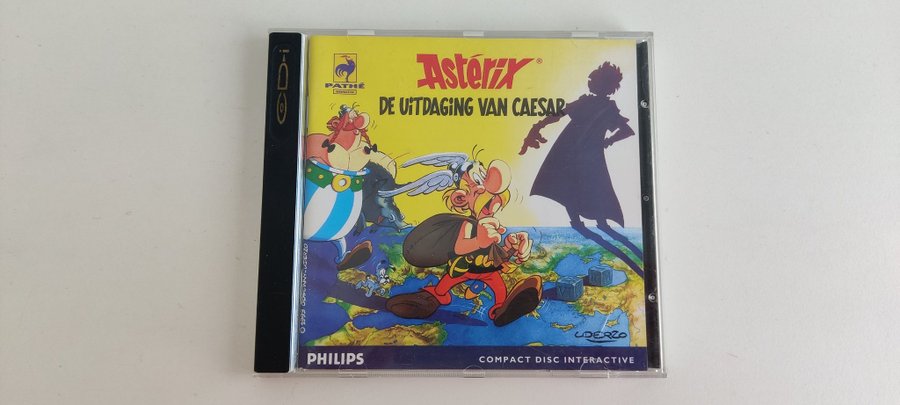 PATHÉ
Astérix®
DE UITDAGING VAN CAESAR
UDERZO
PHILIPS
COMPACT DISC INTERACTIVE